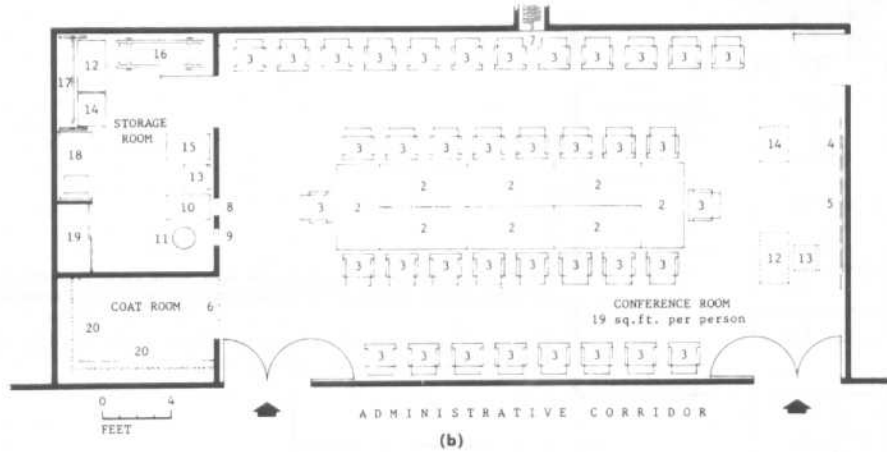 7
12 16 3 3 3 3 3 3 3 3 3 3 3 3
17
14
STORAGE
ROOM
18 15 3 3 3 3 3 3 3 3 14 4
13 2 2 2
10 8 3 2 2 3 5
19 11 9 2 2 2
3 3 3 3 3 3 3 3 12 13
COAT ROOM 6
CONFERENCE ROOM
19 sq.ft. per person
20
20 3 3 3 3 3 3 3 3
0 4
FEET
ADMINISTRATIVE CORRIDOR
(b)